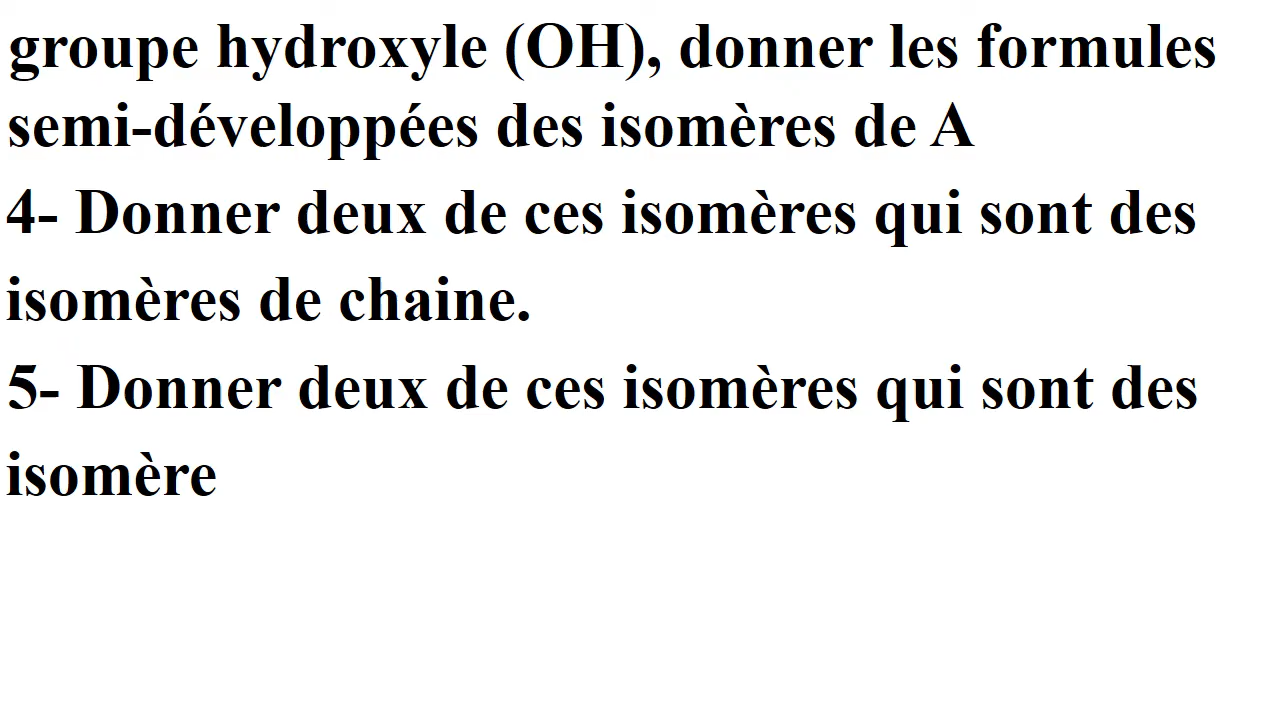 groupe hydroxyle (OH), donner les formules
semi-développées des isomères de A
4- Donner deux de ces isomères qui sont des
isomères de chaine.
5- Donner deux de ces isomères qui sont des
isomère